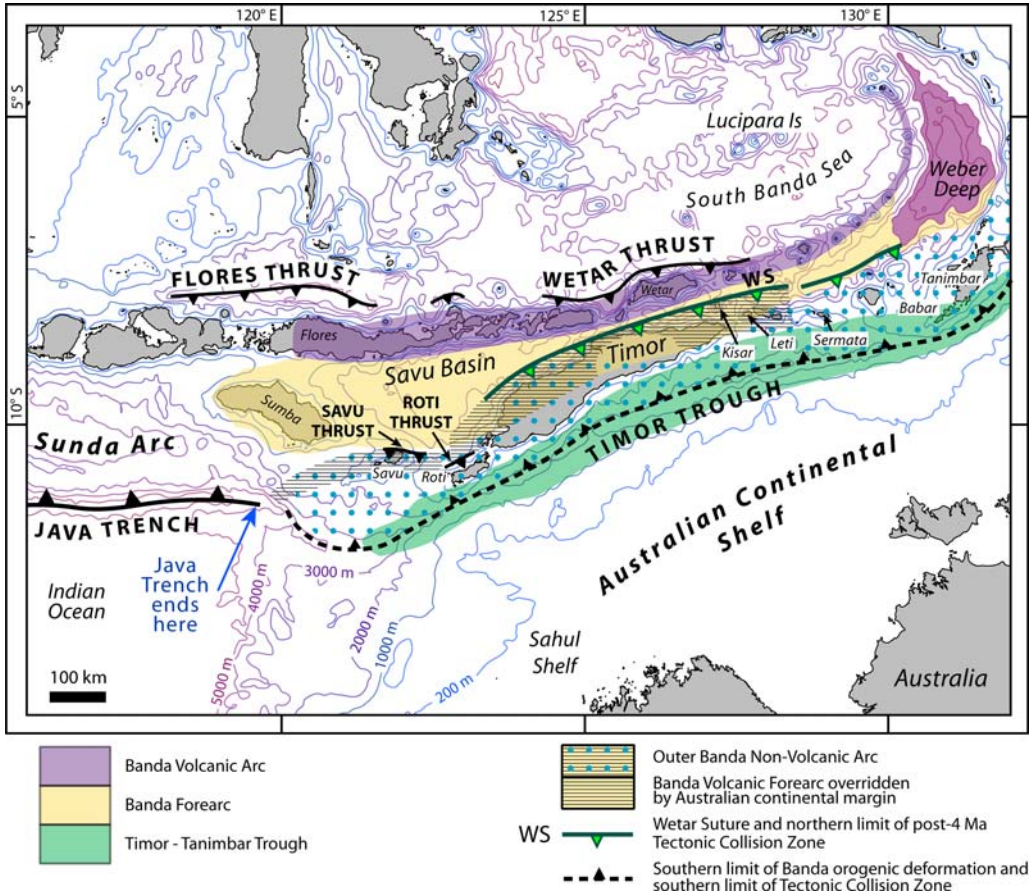 120° E
125° E
130° E
5° S
10° S
Lucipara Is
South Banda Sea
Weber
Deep
FLORES THRUST
WETAR THRUST
WS
Wetar
Tanimbar
Babar
Flores
Kisar
Leti
Sermata
Savu Basin
Timor
Sumba
SAVU
THRUST
ROTI
THRUST
Savu
Roti
TIMOR TROUGH
Sunda Arc
JAVA TRENCH
Java
Trench
ends
here
Indian
Ocean
Australian Continental
Shelf
3000 m
4000 m
2000 m
1000 m
5000 m
200 m
Sahul
Shelf
Australia
100 km
Banda Volcanic Arc
Banda Forearc
Timor - Tanimbar Trough
Outer Banda Non-Volcanic Arc
Banda Volcanic Forearc overridden
by Australian continental margin
WS
Wetar Suture and northern limit of post-4 Ma
Tectonic Collision Zone
Southern limit of Banda orogenic deformation and
southern limit of Tectonic Collision Zone